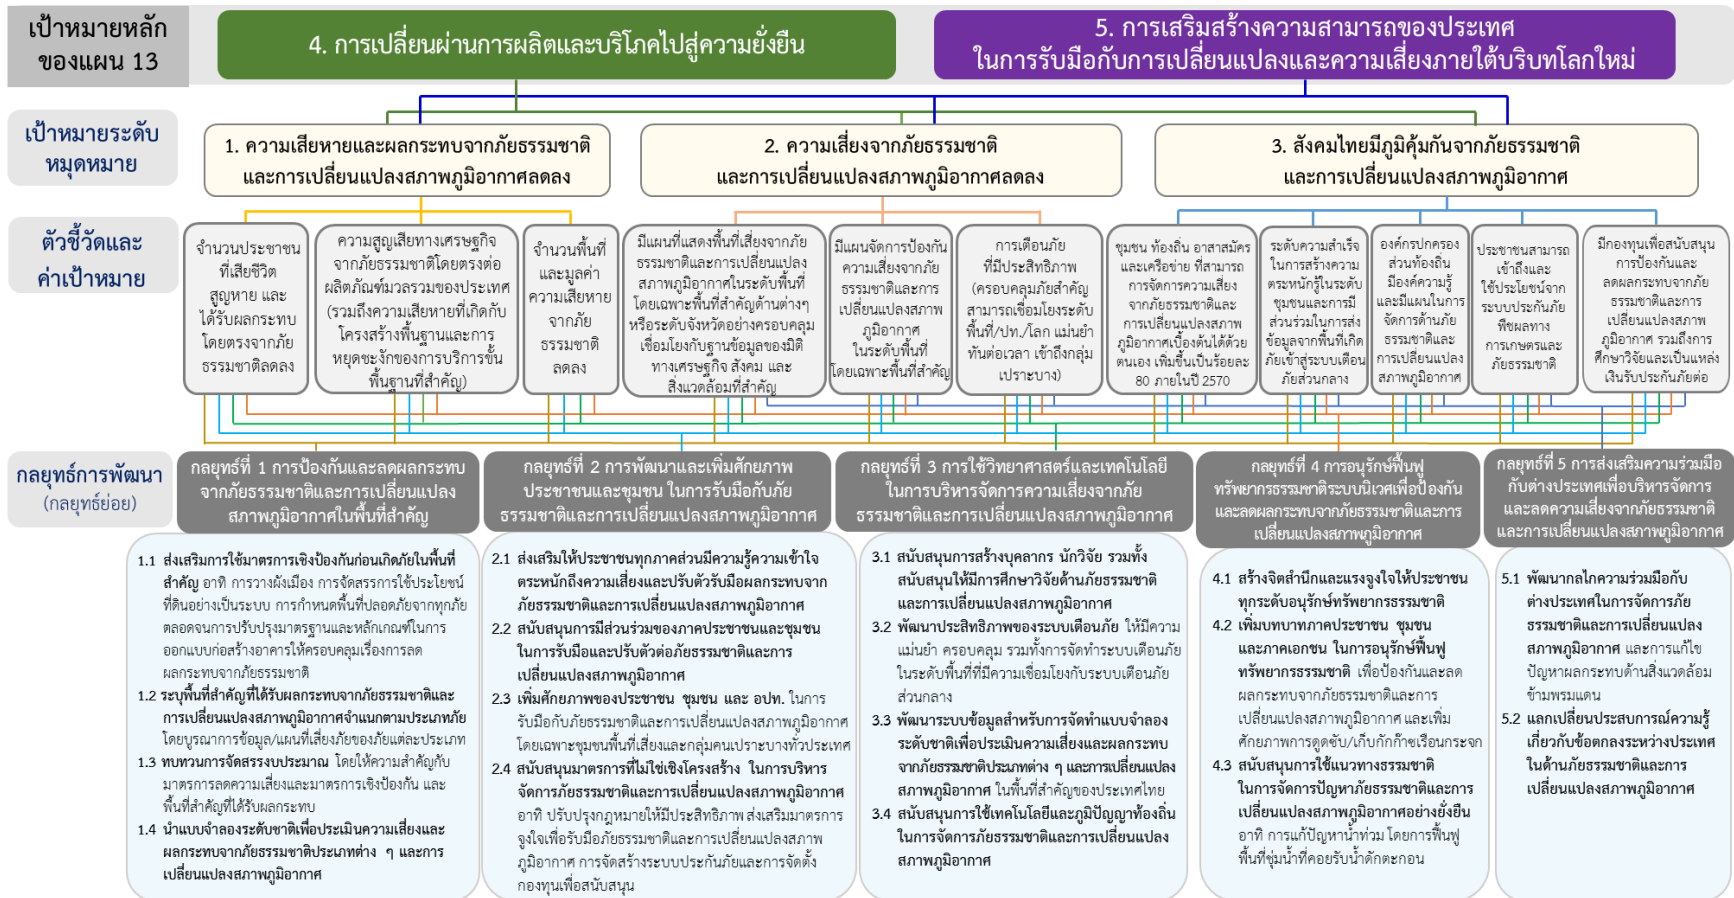 เป้าหมายหลัก
ของแผน 13
4. การเปลี่ยนผ่านการผลิตและบริโภคไปสู่ความยั่งยืน
5. การเสริมสร้างความสามารถของประเทศ
ในการรับมือกับการเปลี่ยนแปลงและความเสี่ยงภายใต้บริบทโลกใหม่
เป้าหมายระดับ
หมุดหมาย
1. ความเสียหายและผลกระทบจากภัยธรรมชาติ
และการเปลี่ยนแปลงสภาพภูมิอากาศลดลง
2. ความเสี่ยงจากภัยธรรมชาติ
และการเปลี่ยนแปลงสภาพภูมิอากาศลดลง
3. สังคมไทยมีภูมิคุ้มกันจากภัยธรรมชาติ
และการเปลี่ยนแปลงสภาพภูมิอากาศ
ตัวชี้วัดและ
ค่าเป้าหมาย
จำนวนประชาชน
ที่เสียชีวิต
สูญหาย และ
ได้รับผลกระทบ
โดยตรงจากภัย
ธรรมชาติลดลง
ความสูญเสียทางเศรษฐกิจ
จากภัยธรรมชาติโดยตรงต่อ
ผลิตภัณฑ์มวลรวมของประเทศ
(รวมถึงความเสียหายที่เกิดกับ
โครงสร้างพื้นฐานและการ
หยุดชะงักของการบริการขั้น
พื้นฐานที่สำคัญ)
จำนวนพื้นที่
และมูลค่า
ความเสียหาย
จากภัย
ธรรมชาติ
ลดลง
มีแผนที่แสดงพื้นที่เสี่ยงจากภัย
ธรรมชาติและการเปลี่ยนแปลง
สภาพภูมิอากาศในระดับพื้นที่
โดยเฉพาะพื้นที่สำคัญด้านต่างๆ
หรือระดับจังหวัดอย่างครอบคลุม
เชื่อมโยงกับฐานข้อมูลของมิติ
ทางเศรษฐกิจ สังคม และ
สิ่งแวดล้อมที่สำคัญ
มีแผนจัดการป้องกัน
ความเสี่ยงจากภัย
ธรรมชาติและการ
เปลี่ยนแปลงสภาพ
ภูมิอากาศ
ในระดับพื้นที่
โดยเฉพาะพื้นที่สำคัญ
การเตือนภัย
ที่มีประสิทธิภาพ
(ครอบคลุมภัยสำคัญ
สามารถเชื่อมโยงระดับ
พื้นที่/ปท./โลก แม่นยำ
ทันต่อเวลา เข้าถึงกลุ่ม
เปราะบาง)
ชุมชน ท้องถิ่น อาสาสมัคร
และเครือข่าย ที่สามารถ
จัดการความเสี่ยง
จากภัยธรรมชาติและ
การเปลี่ยนแปลงสภาพ
ภูมิอากาศเบื้องต้นได้ด้วย
ตนเอง เพิ่มขึ้นเป็นร้อยละ
80 ภายในปี 2570
ระดับความสำเร็จ
ในการสร้างความ
ตระหนักรู้ในระดับ
ชุมชนและการมี
ส่วนร่วมในการส่ง
ข้อมูลจากพื้นที่เกิด
ภัยเข้าสู่ระบบเตือน
ภัยส่วนกลาง
องค์กรปกครอง
ส่วนท้องถิ่น
มีองค์ความรู้
และมีแผนในการ
จัดการด้านภัย
ธรรมชาติและ
การเปลี่ยนแปลง
สภาพภูมิอากาศ
ประชาชนสามารถ
เข้าถึงและ
ใช้ประโยชน์จาก
ระบบประกันภัย
พืชผลทาง
การเกษตรและ
ภัยธรรมชาติ
มีกองทุนเพื่อสนับสนุน
การป้องกันและ
ลดผลกระทบจากภัย
ธรรมชาติและการ
เปลี่ยนแปลงสภาพ
ภูมิอากาศ รวมถึงการ
ศึกษาวิจัยและเป็นแหล่ง
เงินรับประกันภัยต่อ
กลยุทธ์การพัฒนา
(กลยุทธ์ย่อย)
กลยุทธ์ที่ 1 การป้องกันและลดผลกระทบ
จากภัยธรรมชาติและการเปลี่ยนแปลง
สภาพภูมิอากาศในพื้นที่สำคัญ
กลยุทธ์ที่ 2 การพัฒนาและเพิ่มศักยภาพ
ประชาชนและชุมชน ในการรับมือกับภัย
ธรรมชาติและการเปลี่ยนแปลงสภาพภูมิอากาศ
กลยุทธ์ที่ 3 การใช้วิทยาศาสตร์และเทคโนโลยี
ในการบริหารจัดการความเสี่ยงจากภัย
ธรรมชาติและการเปลี่ยนแปลงสภาพภูมิอากาศ
กลยุทธ์ที่ 4 การอนุรักษ์ฟื้นฟู
ทรัพยากรธรรมชาติระบบนิเวศเพื่อป้องกัน
และลดผลกระทบจากภัยธรรมชาติและการ
เปลี่ยนแปลงสภาพภูมิอากาศ
กลยุทธ์ที่ 5 การส่งเสริมความร่วมมือ
กับต่างประเทศเพื่อบริหารจัดการ
และลดความเสี่ยงจากภัยธรรมชาติ
และการเปลี่ยนแปลงสภาพภูมิอากาศ
1.1 ส่งเสริมการใช้มาตรการเชิงป้องกันก่อนเกิดภัยในพื้นที่
สำคัญ อาทิ การวางผังเมือง การจัดสรรการใช้ประโยชน์
ที่ดินอย่างเป็นระบบ การกำหนดพื้นที่ปลอดภัยจากทุกภัย
ตลอดจนการปรับปรุงมาตรฐานและหลักเกณฑ์ในการ
ออกแบบก่อสร้างอาคารให้ครอบคลุมเรื่องการลด
ผลกระทบจากภัยธรรมชาติ
1.2 ระบุพื้นที่สำคัญที่ได้รับผลกระทบจากภัยธรรมชาติและ
การเปลี่ยนแปลงสภาพภูมิอากาศจำแนกตามประเภทภัย
โดยบูรณาการข้อมูล/แผนที่เสี่ยงภัยของภัยแต่ละประเภท
1.3 ทบทวนการจัดสรรงบประมาณ โดยให้ความสำคัญกับ
มาตรการลดความเสี่ยงและมาตรการเชิงป้องกัน และ
พื้นที่สำคัญที่ได้รับผลกระทบ
1.4 นำแบบจำลองระดับชาติเพื่อประเมินความเสี่ยงและ
ผลกระทบจากภัยธรรมชาติประเภทต่าง ๆ และการ
เปลี่ยนแปลงสภาพภูมิอากาศ
2.1 ส่งเสริมให้ประชาชนทุกภาคส่วนมีความรู้ความเข้าใจ
ตระหนักถึงความเสี่ยงและปรับตัวรับมือผลกระทบจาก
ภัยธรรมชาติและการเปลี่ยนแปลงสภาพภูมิอากาศ
2.2 สนับสนุนการมีส่วนร่วมของภาคประชาชนและชุมชน
ในการรับมือและปรับตัวต่อภัยธรรมชาติและการ
เปลี่ยนแปลงสภาพภูมิอากาศ
2.3 เพิ่มศักยภาพของประชาชน ชุมชน และ อปท. ในการ
รับมือกับภัยธรรมชาติและการเปลี่ยนแปลงสภาพภูมิอากาศ
โดยเฉพาะชุมชนพื้นที่เสี่ยงและกลุ่มคนเปราะบางทั่วประเทศ
2.4 สนับสนุนมาตรการที่ไม่ใช่เชิงโครงสร้าง ในการบริหาร
จัดการภัยธรรมชาติและการเปลี่ยนแปลงสภาพภูมิอากาศ
อาทิ ปรับปรุงกฎหมายให้มีประสิทธิภาพ ส่งเสริมมาตรการ
จูงใจเพื่อรับมือภัยธรรมชาติและการเปลี่ยนแปลงสภาพ
ภูมิอากาศ การจัดสร้างระบบประกันภัยและการจัดตั้ง
กองทุนเพื่อสนับสนุน
3.1 สนับสนุนการสร้างบุคลากร นักวิจัย รวมทั้ง
สนับสนุนให้มีการศึกษาวิจัยด้านภัยธรรมชาติ
และการเปลี่ยนแปลงสภาพภูมิอากาศ
3.2 พัฒนาประสิทธิภาพของระบบเตือนภัย ให้มีความ
แม่นยำ ครอบคลุม รวมทั้งการจัดทำระบบเตือนภัย
ในระดับพื้นที่ที่มีความเชื่อมโยงกับระบบเตือนภัย
ส่วนกลาง
3.3 พัฒนาระบบข้อมูลสำหรับการจัดทำแบบจำลอง
ระดับชาติเพื่อประเมินความเสี่ยงและผลกระทบ
จากภัยธรรมชาติประเภทต่าง ๆ และการเปลี่ยนแปลง
สภาพภูมิอากาศ ในพื้นที่สำคัญของประเทศไทย
3.4 สนับสนุนการใช้เทคโนโลยีและภูมิปัญญาท้องถิ่น
ในการจัดการภัยธรรมชาติและการเปลี่ยนแปลง
สภาพภูมิอากาศ
4.1 สร้างจิตสำนึกและแรงจูงใจให้ประชาชน
ทุกระดับอนุรักษ์ทรัพยากรธรรมชาติ
4.2 เพิ่มบทบาทภาคประชาชน ชุมชน
และภาคเอกชน ในการอนุรักษ์ฟื้นฟู
ทรัพยากรธรรมชาติ เพื่อป้องกันและลด
ผลกระทบจากภัยธรรมชาติและการ
เปลี่ยนแปลงสภาพภูมิอากาศ และเพิ่ม
ศักยภาพการดูดซับ/เก็บกักก๊าซเรือนกระจก
4.3 สนับสนุนการใช้แนวทางธรรมชาติ
ในการจัดการปัญหาภัยธรรมชาติและการ
เปลี่ยนแปลงสภาพภูมิอากาศอย่างยั่งยืน
อาทิ การแก้ปัญหาน้ำท่วม โดยการฟื้นฟู
พื้นที่ชุ่มน้ำที่คอยรับน้ำดักตะกอน
5.1 พัฒนากลไกความร่วมมือกับ
ต่างประเทศในการจัดการภัย
ธรรมชาติและการเปลี่ยนแปลง
สภาพภูมิอากาศ และการแก้ไข
ปัญหาผลกระทบด้านสิ่งแวดล้อม
ข้ามพรมแดน
5.2 แลกเปลี่ยนประสบการณ์ความรู้
เกี่ยวกับข้อตกลงระหว่างประเทศ
ในด้านภัยธรรมชาติและการ
เปลี่ยนแปลงสภาพภูมิอากาศ